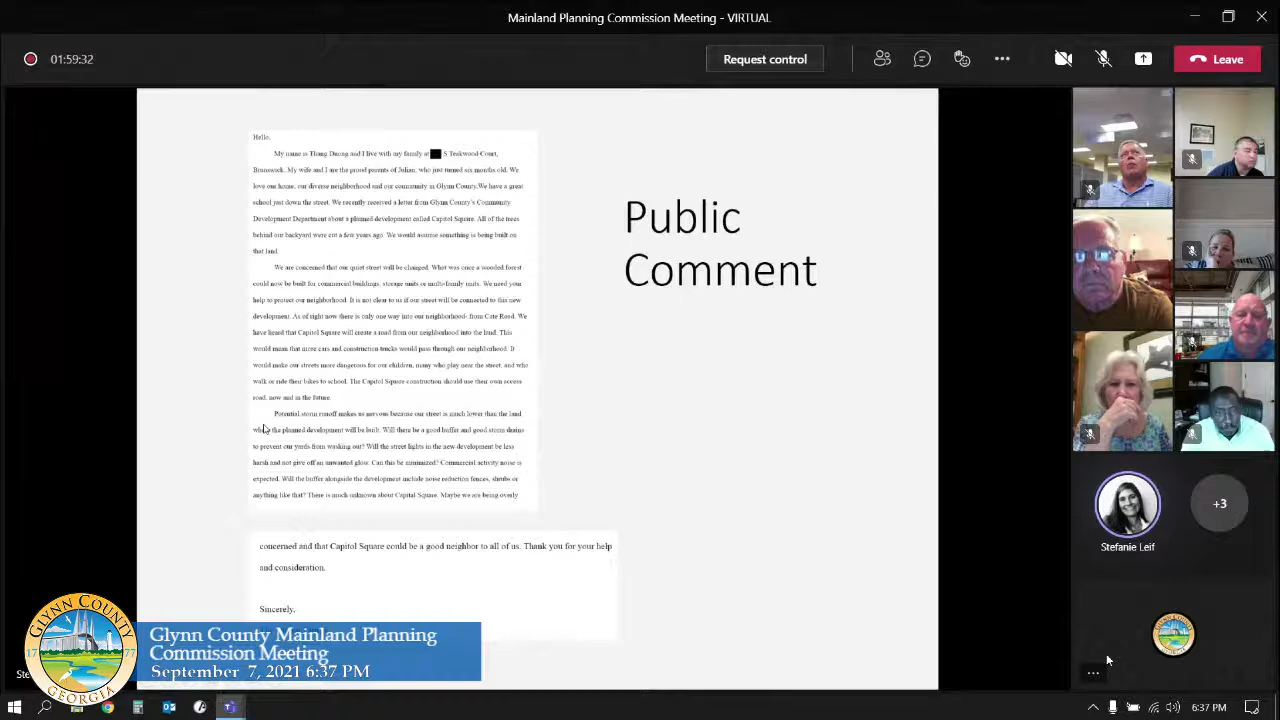 Mainland Planning Commission Meeting - VIRTUAL
01:59:32
Request control
Leave
Hello,
My name is Thang Duong and I live with my family at S Teakwood Court,
Brunswick. My wife and I are the proud parents of Julian, who just turned six months old. We
love our home, our diverse neighborhood and our community in Glynn County.We have a great
school just down the street. We recently received a letter from Glynn County's Community
Development Department about a planned development called Capitol Square. All of the trees
behind our backyard were cut a few years ago. We would assume something is being built on
that land.
We are concerned that our quiet street will be changed. What was once a wooded forest
could now be built for commercial buildings, storage units or multi-family units. We need your
help to protect our neighborhood. It is not clear to us if our street will be connected to this new
development. As of right now there is only one way into our neighborhood- from Cate Road. We
have heard that Capitol Square will create a road from our neighborhood into the land. This
would mean that more cars and construction trucks would pass through our neighborhood. It
would make our streets more dangerous for our children, many who play near the street, and who
walk or ride their bikes to school. The Capitol Square construction should use their own access
road, now and in the future.
Potential storm runoff makes us nervous because our street is much lower than the land
the planned development will be built. Will there be a good buffer and good storm drains
to prevent our yards from washing out? Will the street lights in the new development be less
harsh and not give off an unwanted glow. Can this be minimized? Commercial activity noise is
expected. Will the buffer alongside the development include noise reduction fences, shrubs or
anything like that? There is much unknown about Capitol Square. Maybe we are being overly
concerned and that Capitol Square could be a good neighbor to all of us. Thank you for your help
and consideration.
Sincerely,
Public
Comment
+3
Stefanie Leif
GLYNN COUNTY
17 77
GEORGIA
Glynn County Mainland Planning
Commission Meeting
September 7, 2021 6:37 PM
6:37 PM